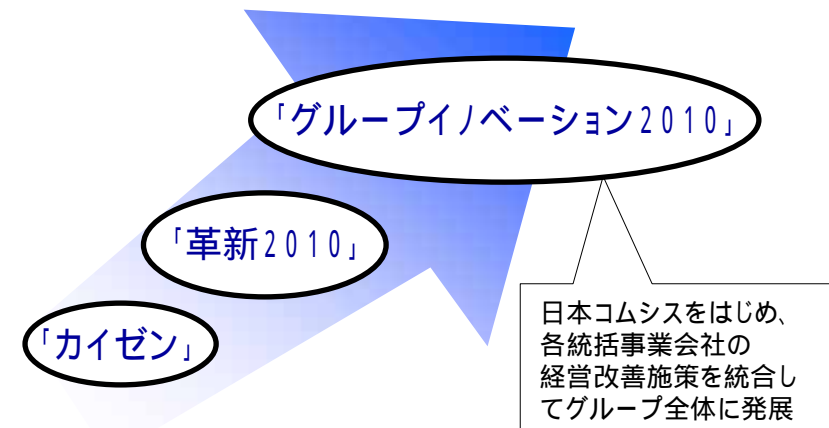 「グループイノベーション2010」
「革新2010」
「カイゼン」
日本コムシスをはじめ、
各統括事業会社の
経営改善施策を統合し
てグループ全体に発展